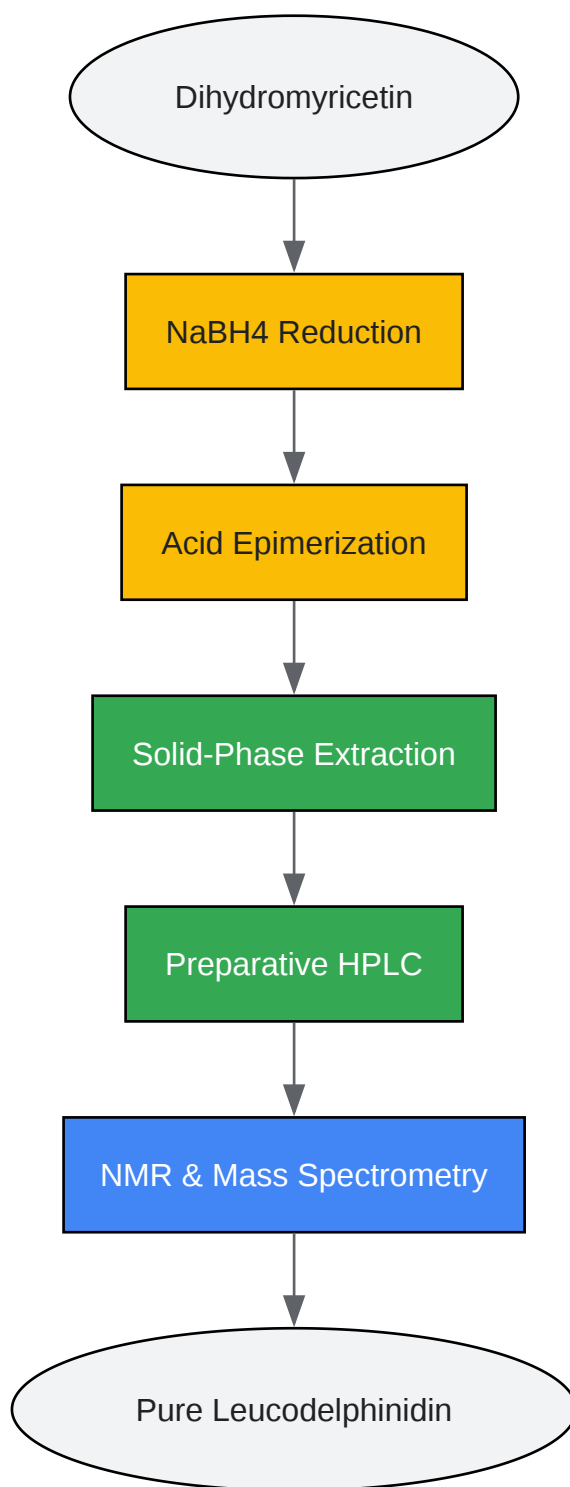 Dihydromyricetin
NaBH4 Reduction
Acid Epimerization
Solid-Phase Extraction
Preparative HPLC
NMR & Mass Spectrometry
Pure Leucodelphinidin